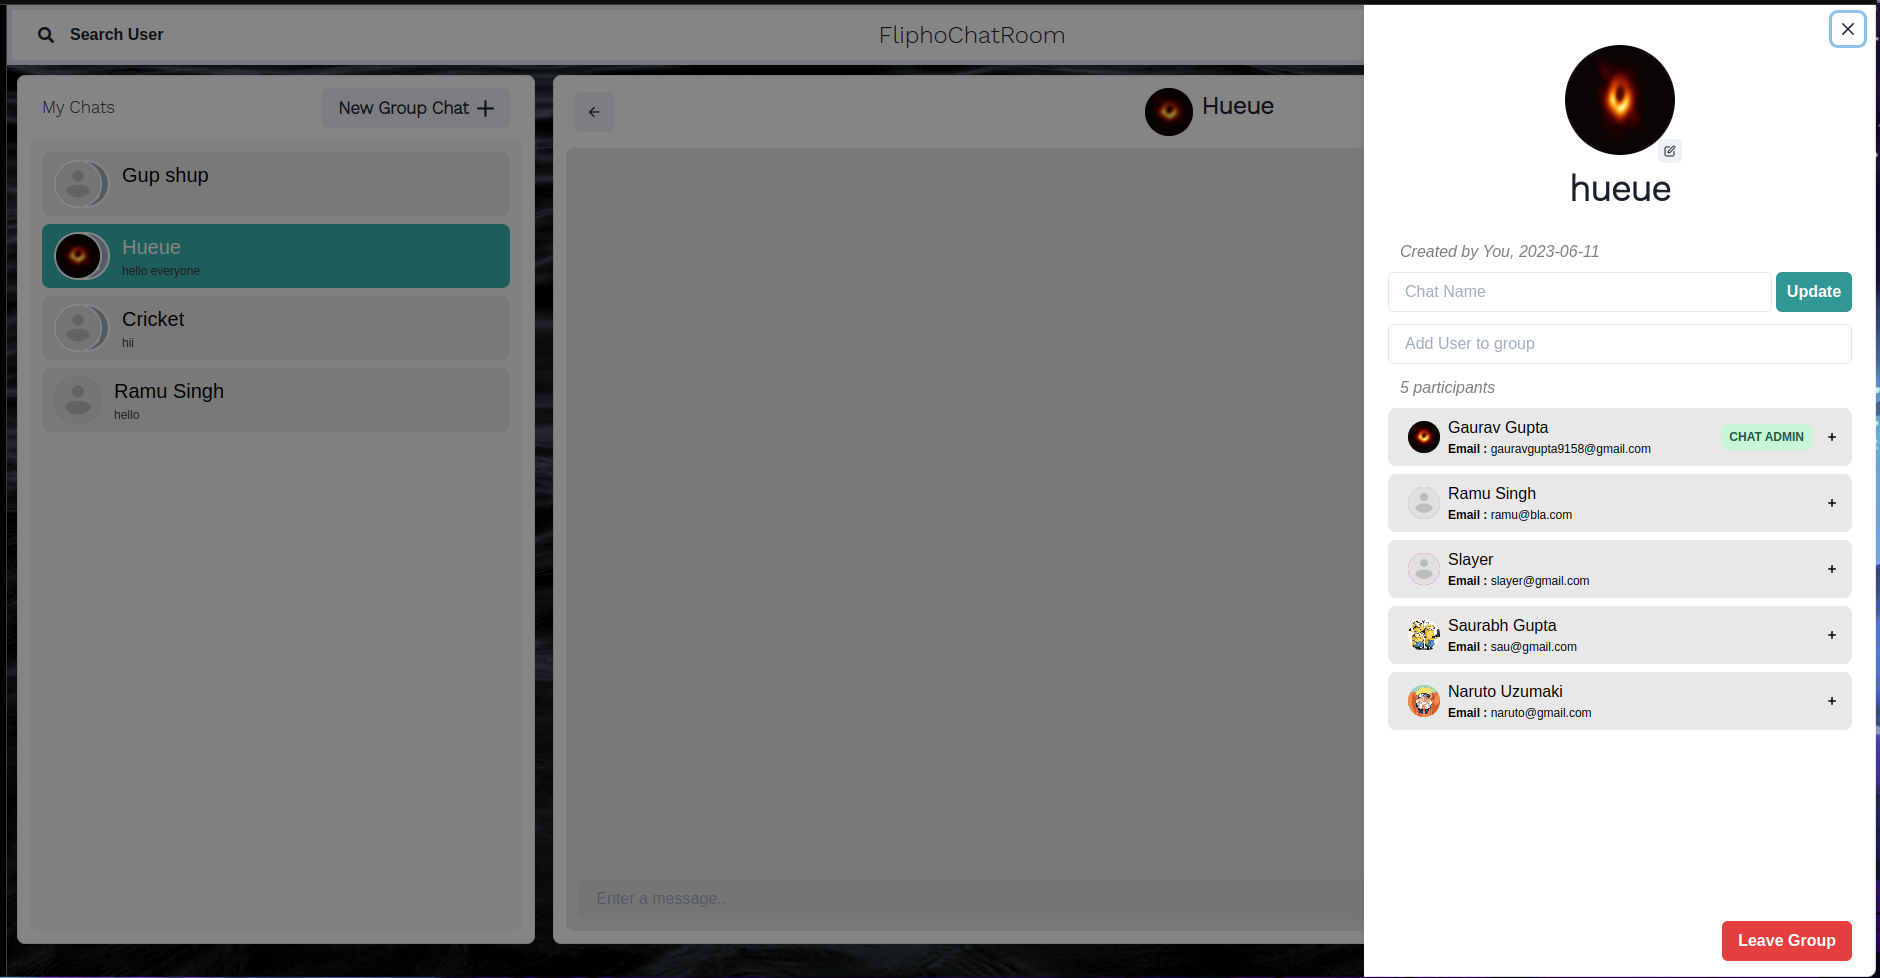 Search User
FliphoChatRoom
My Chats
New Group Chat +
Gup shup
Hueue
hello everyone
Cricket
hii
Ramu Singh
hello
Hueue
Enter a message..
hueue
Created by You, 2023-06-11
Chat Name
Update
Add User to group
5 participants
Gaurav Gupta
Email : gauravgupta9158@gmail.com
CHAT ADMIN
+
Ramu Singh
Email : ramu@bla.com
+
Slayer
Email : slayer@gmail.com
+
Saurabh Gupta
Email : sau@gmail.com
+
Naruto Uzumaki
Email : naruto@gmail.com
+
Leave Group